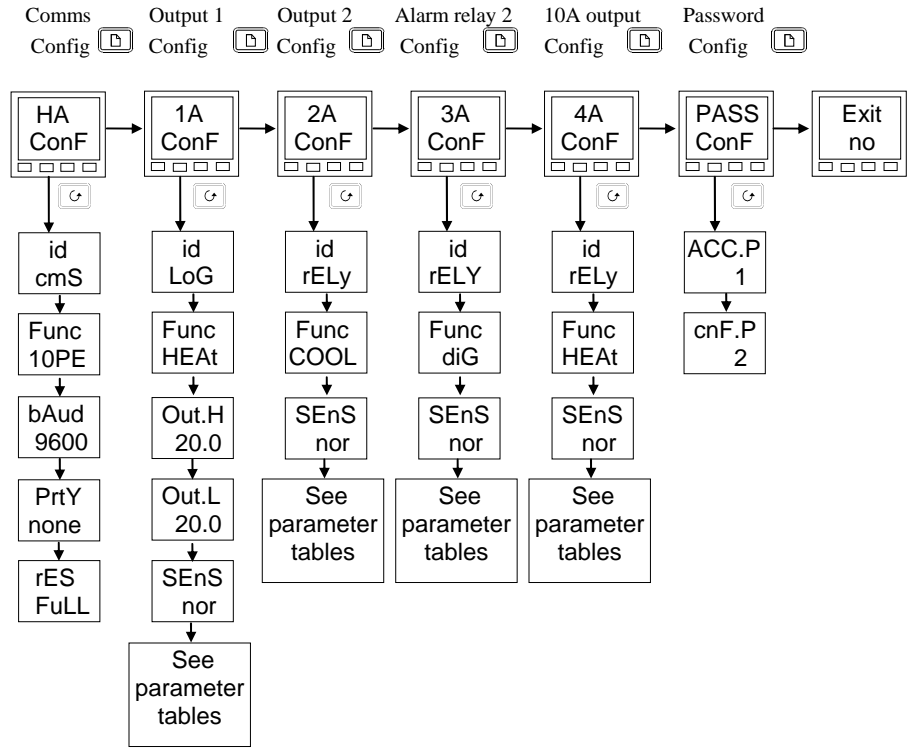 Comms Config
Output 1 Config
Output 2 Config
Alarm relay 2 Config
10A output Config
Password Config
HA
ConF
1A
ConF
2A
ConF
3A
ConF
4A
ConF
PASS
ConF
Exit
no
id
cmS
Func
10PE
bAud
9600
PrtY
none
rES
FuLL
id
LoG
Func
HEAt
Out.H
20.0
Out.L
20.0
SEnS
nor
See
parameter
tables
id
rELy
Func
COOL
SEnS
nor
See
parameter
tables
id
rELY
Func
diG
SEnS
nor
See
parameter
tables
id
rELy
Func
HEAt
SEnS
nor
See
parameter
tables
ACC.P
1
cnF.P
2